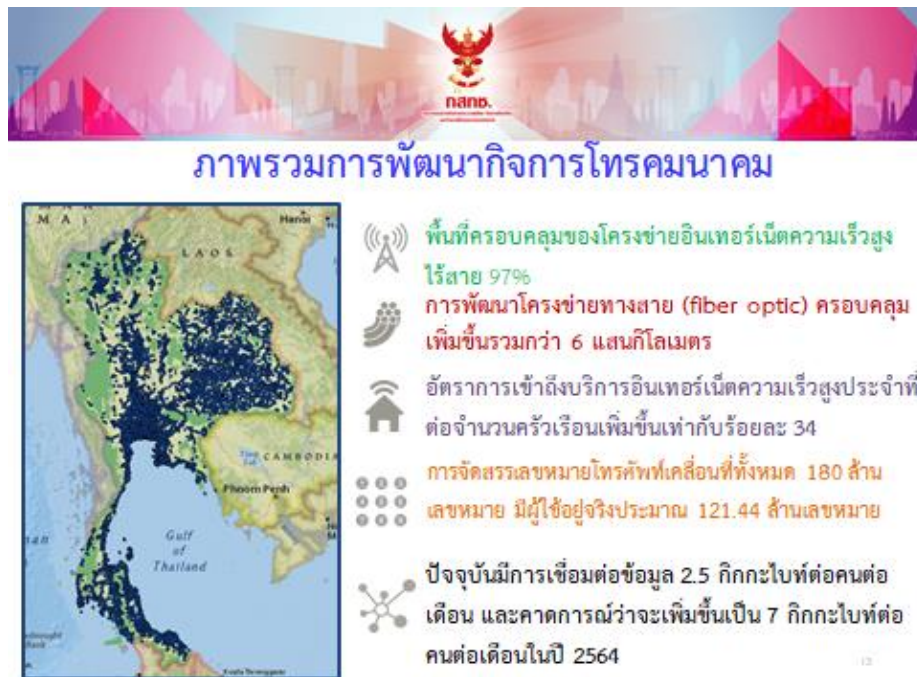 กสทช.
ภาพรวมการพัฒนากิจการโทรคมนาคม
M A
Hanoi
L A O S
พื้นที่ครอบคลุมของโครงข่ายอินเทอร์เน็ตความเร็วสูง
ไร้สาย 97%
การพัฒนาโครงข่ายทางสาย (fiber optic) ครอบคลุม
เพิ่มขึ้นรวมกว่า 6 แสนกิโลเมตร
อัตราการเข้าถึงบริการอินเทอร์เน็ตความเร็วสูงประจำที่
ต่อจำนวนครัวเรือนเพิ่มขึ้นเท่ากับร้อยละ 34
CAMBODIA
Phnom Penh
การจัดสรรเลขหมายโทรศัพท์เคลื่อนที่ทั้งหมด 180 ล้าน
เลขหมาย มีผู้ใช้อยู่จริงประมาณ 121.44 ล้านเลขหมาย
Gulf
of
Thailand
ปัจจุบันมีการเชื่อมต่อข้อมูล 2.5 กิกกะไบท์ต่อคนต่อ
เดือน และคาดการณ์ว่าจะเพิ่มขึ้นเป็น 7 กิกกะไบท์ต่อ
คนต่อเดือนในปี 2564